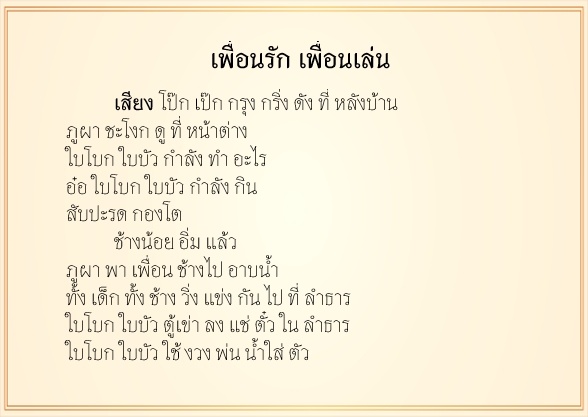 เพื่อนรัก เพื่อนเล่น
เสียง โป๊ก เป๊ก กรุง กริ่ง ดัง ที่ หลังบ้าน
ภูผา ชะโงก ดู ที่ หน้าต่าง
ใบโบก ใบบัว กำลัง ทำ อะไร
อ๋อ ใบโบก ใบบัว กำลัง กิน
สับปะรด กองโต
ช้างน้อย อิ่ม แล้ว
ภูผา พา เพื่อน ช้างไป อาบน้ำ
ทั้ง เด็ก ทั้ง ช้าง วิ่ง แข่ง กัน ไป ที่ ลำธาร
ใบโบก ใบบัว ตู้เข่า ลง แช่ ตั๋ว ใน ลำธาร
ใบโบก ใบบัว ใช้ งวง พ่น น้ำใส่ ตัว